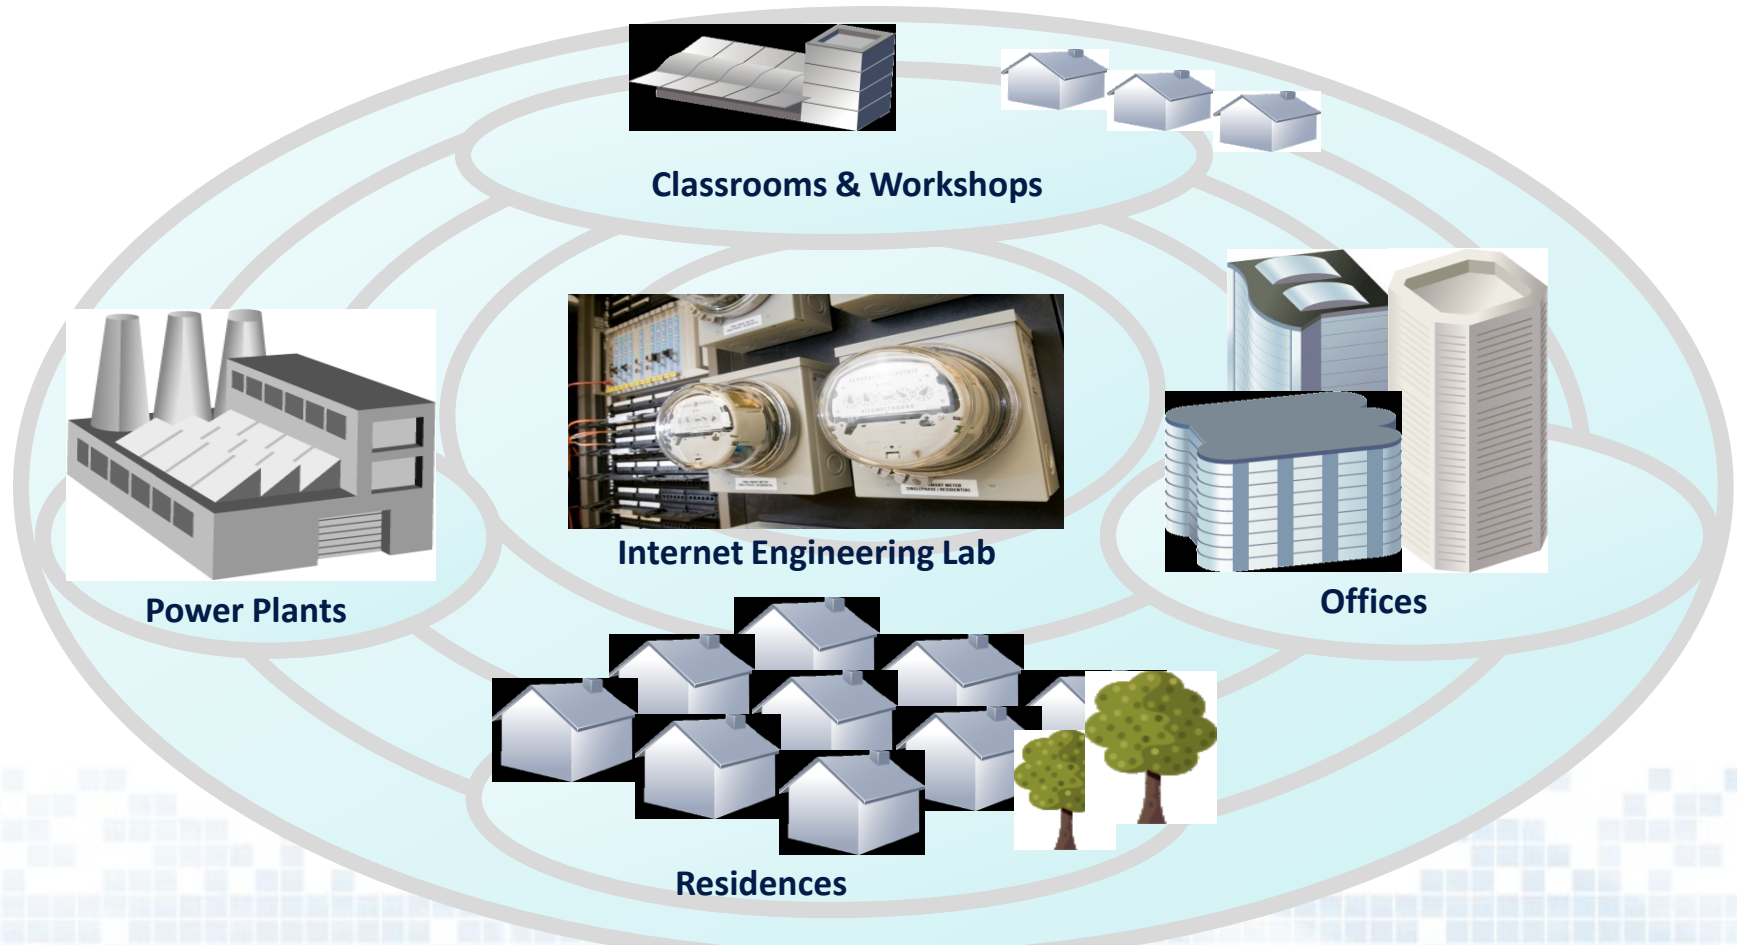 Classrooms & Workshops
Internet Engineering Lab
Power Plants
Offices
Residences